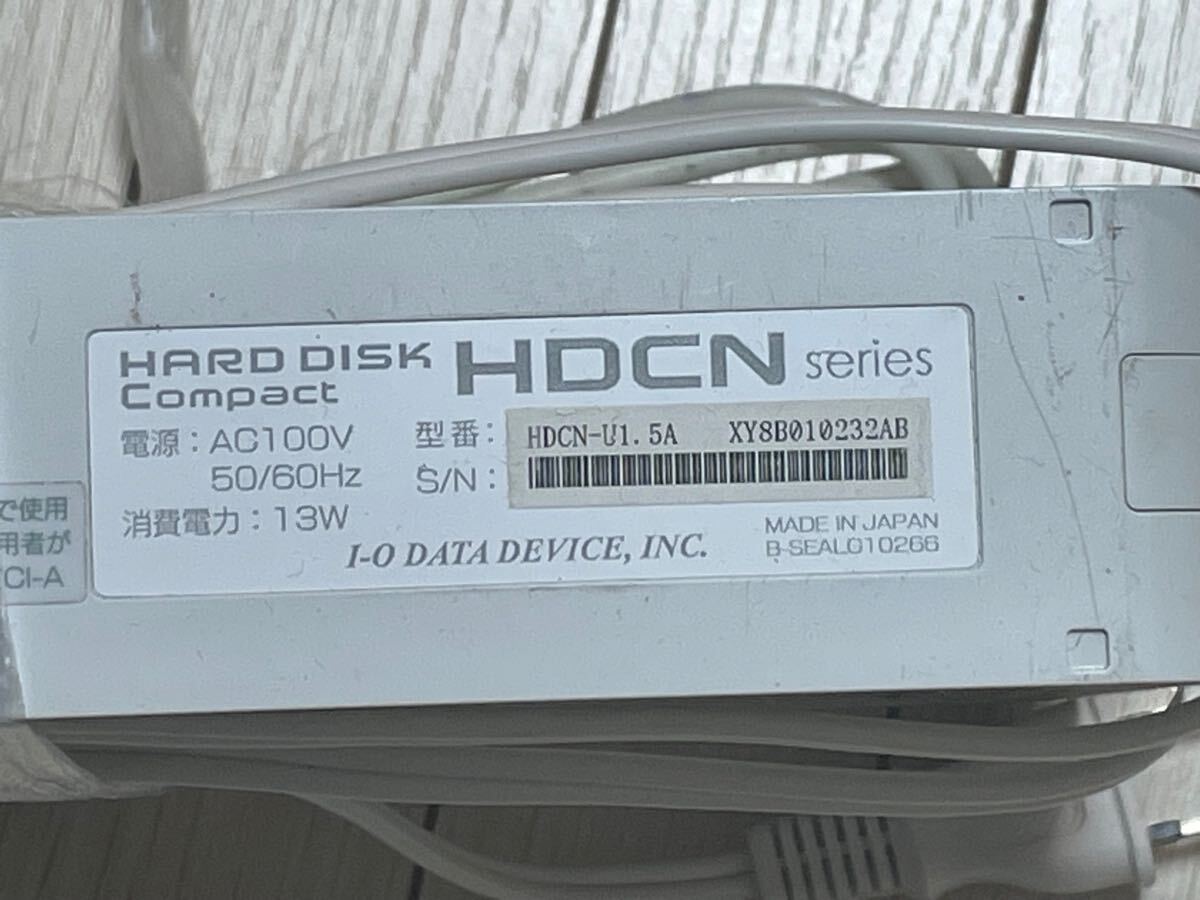 HARD DISK HDCN series
Compact
電源：AC100V
50/60Hz
消費電力：13W
型番：
S/N：
HDCN-U1.5A XY8B010232AB
I-O DATA DEVICE, INC.
MADE IN JAPAN
B-SEAL010266
で使用
用者が
CI-A